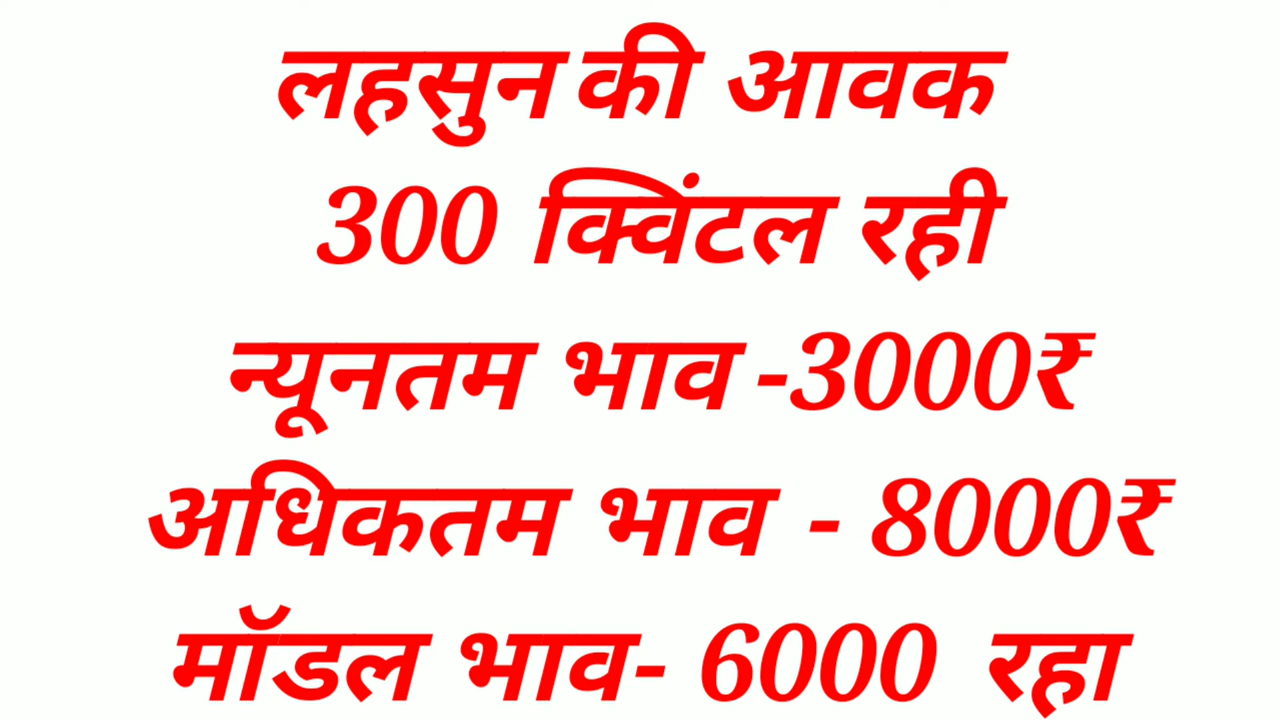 लहसुन की आवक
300 क्विंटल रही
न्यूनतम भाव -3000₹
अधिकतम भाव - 8000₹
मॉडल भाव- 6000 रहा